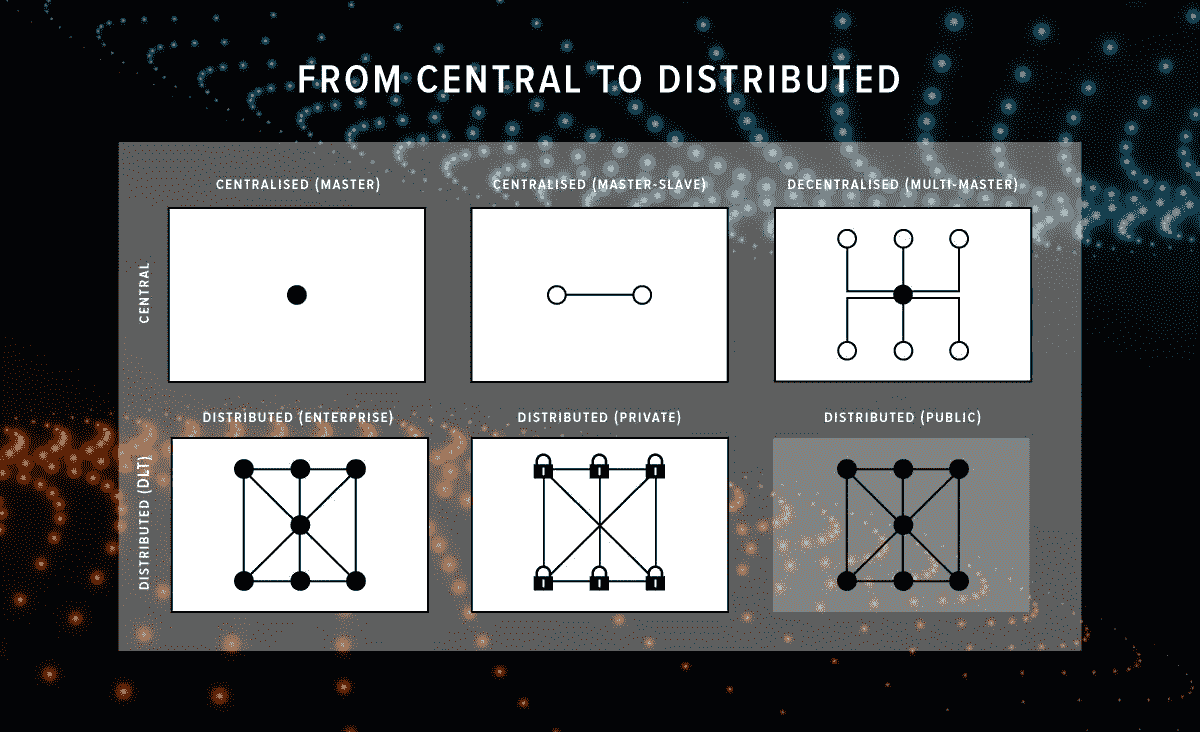 FROM CENTRAL TO DISTRIBUTED
CENTRALISED (MASTER)
CENTRALISED (MASTER-SLAVE)
DECENTRALISED (MULTI-MASTER)
CENTRAL
DISTRIBUTED (ENTERPRISE)
DISTRIBUTED (PRIVATE)
DISTRIBUTED (PUBLIC)
DISTRIBUTED (DLT)